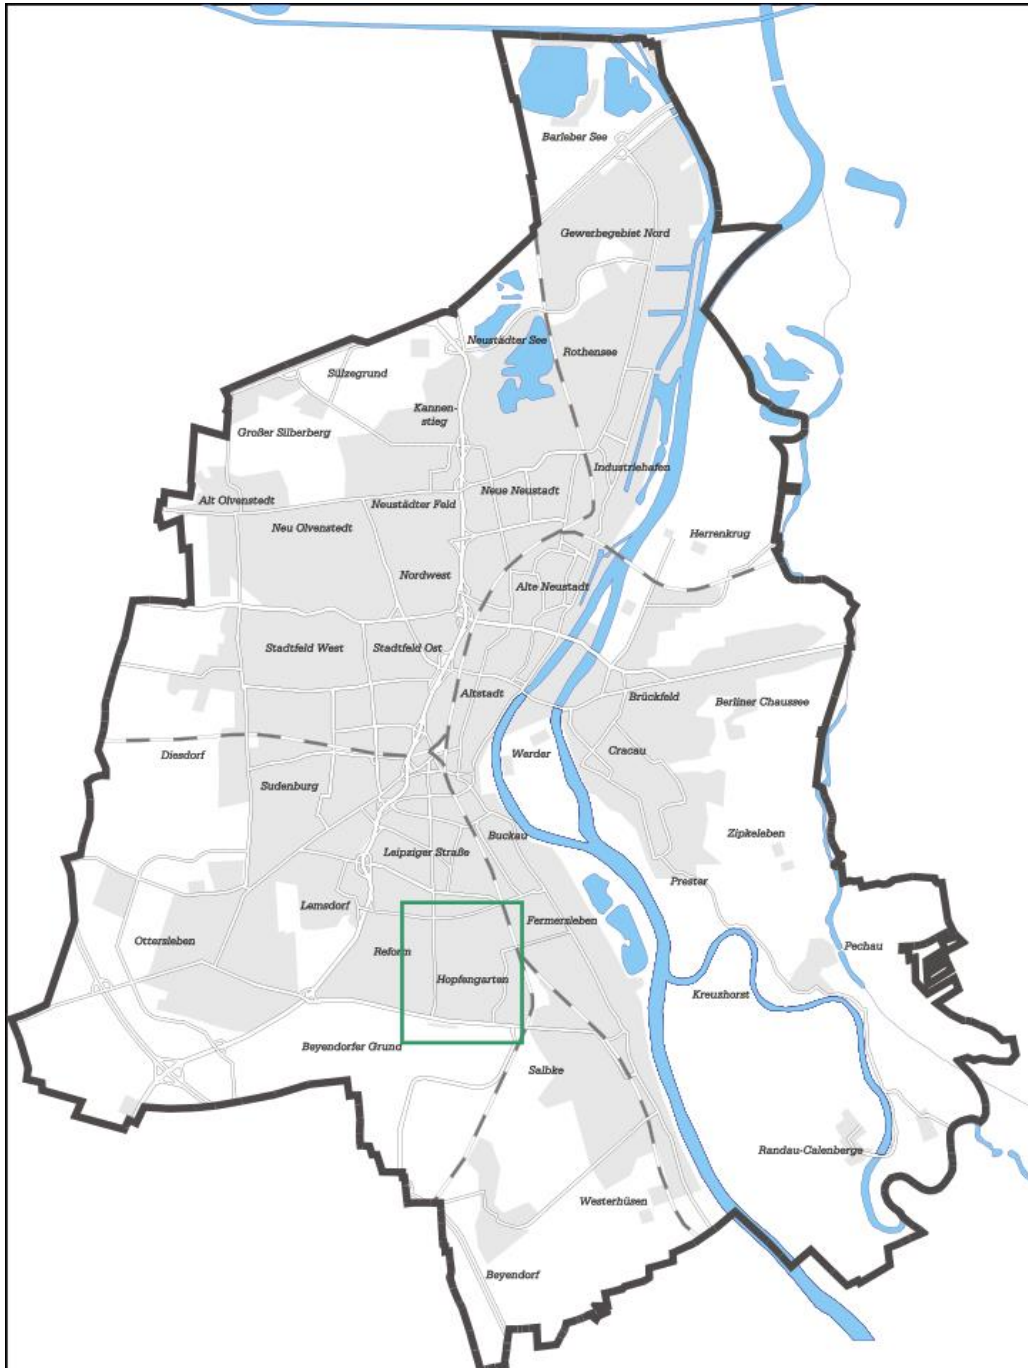 Barleber See
Gewerbegebiet Nord
Neustädter See
Rothensee
Sülzegrund
Kannen-
stieg
Großer Silberberg
Industriehafen
Alt Olvenstedt
Neustädter Feld
Neue Neustadt
Neu Olvenstedt
Herrenkrug
Nordwest
Alte Neustadt
Stadtfeld West
Stadtfeld Ost
Altstadt
Brückfeld
Berliner Chaussee
Diesdorf
Werder
Cracau
Sudenburg
Buckau
Zipkeleben
Leipziger Straße
Prester
Lemsdorf
Fermersleben
Ottersleben
Reform
Pechau
Hopfengarten
Kreuzhorst
Beyendorfer Grund
Salbke
Randau-Calenberge
Westerhüsen
Beyendorf